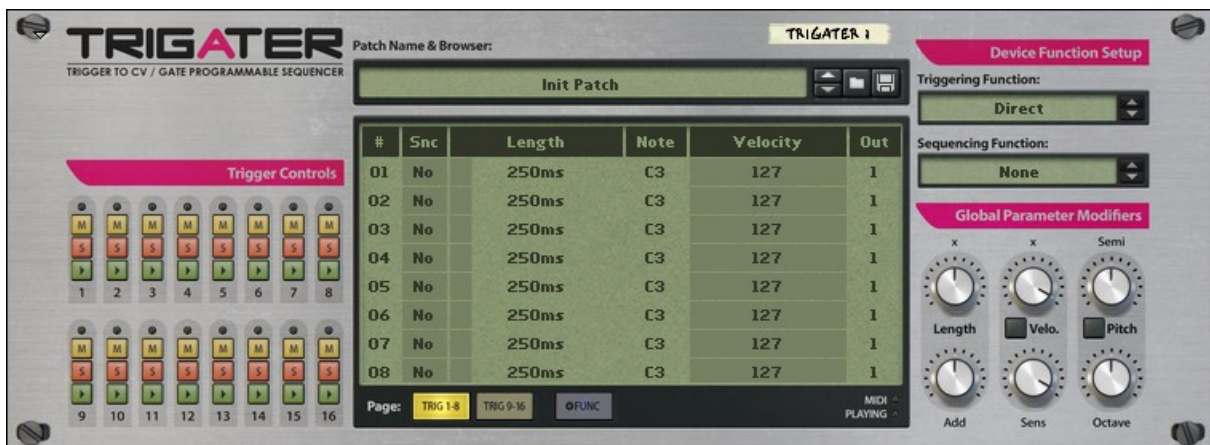 TRIGATER
TRIGGER TO CV / GATE PROGRAMMABLE SEQUENCER
Patch Name & Browser:
TRIGATER 1
Init Patch
Device Function Setup
Triggering Function:
Direct
Sequencing Function:
None
Trigger Controls
M M M M M M M M
S S S S S S S S
1 2 3 4 5 6 7 8
M M M M M M M M
S S S S S S S S
9 10 11 12 13 14 15 16
# Snc Length Note Velocity Out
01 No 250ms C3 127 1
02 No 250ms C3 127 1
03 No 250ms C3 127 1
04 No 250ms C3 127 1
05 No 250ms C3 127 1
06 No 250ms C3 127 1
07 No 250ms C3 127 1
08 No 250ms C3 127 1
Page: TRIG 1-8 TRIG 9-16 FUNC
MIDI
PLAYING
Global Parameter Modifiers
x x Semi
Length Velo. Pitch
Add Sens Octave